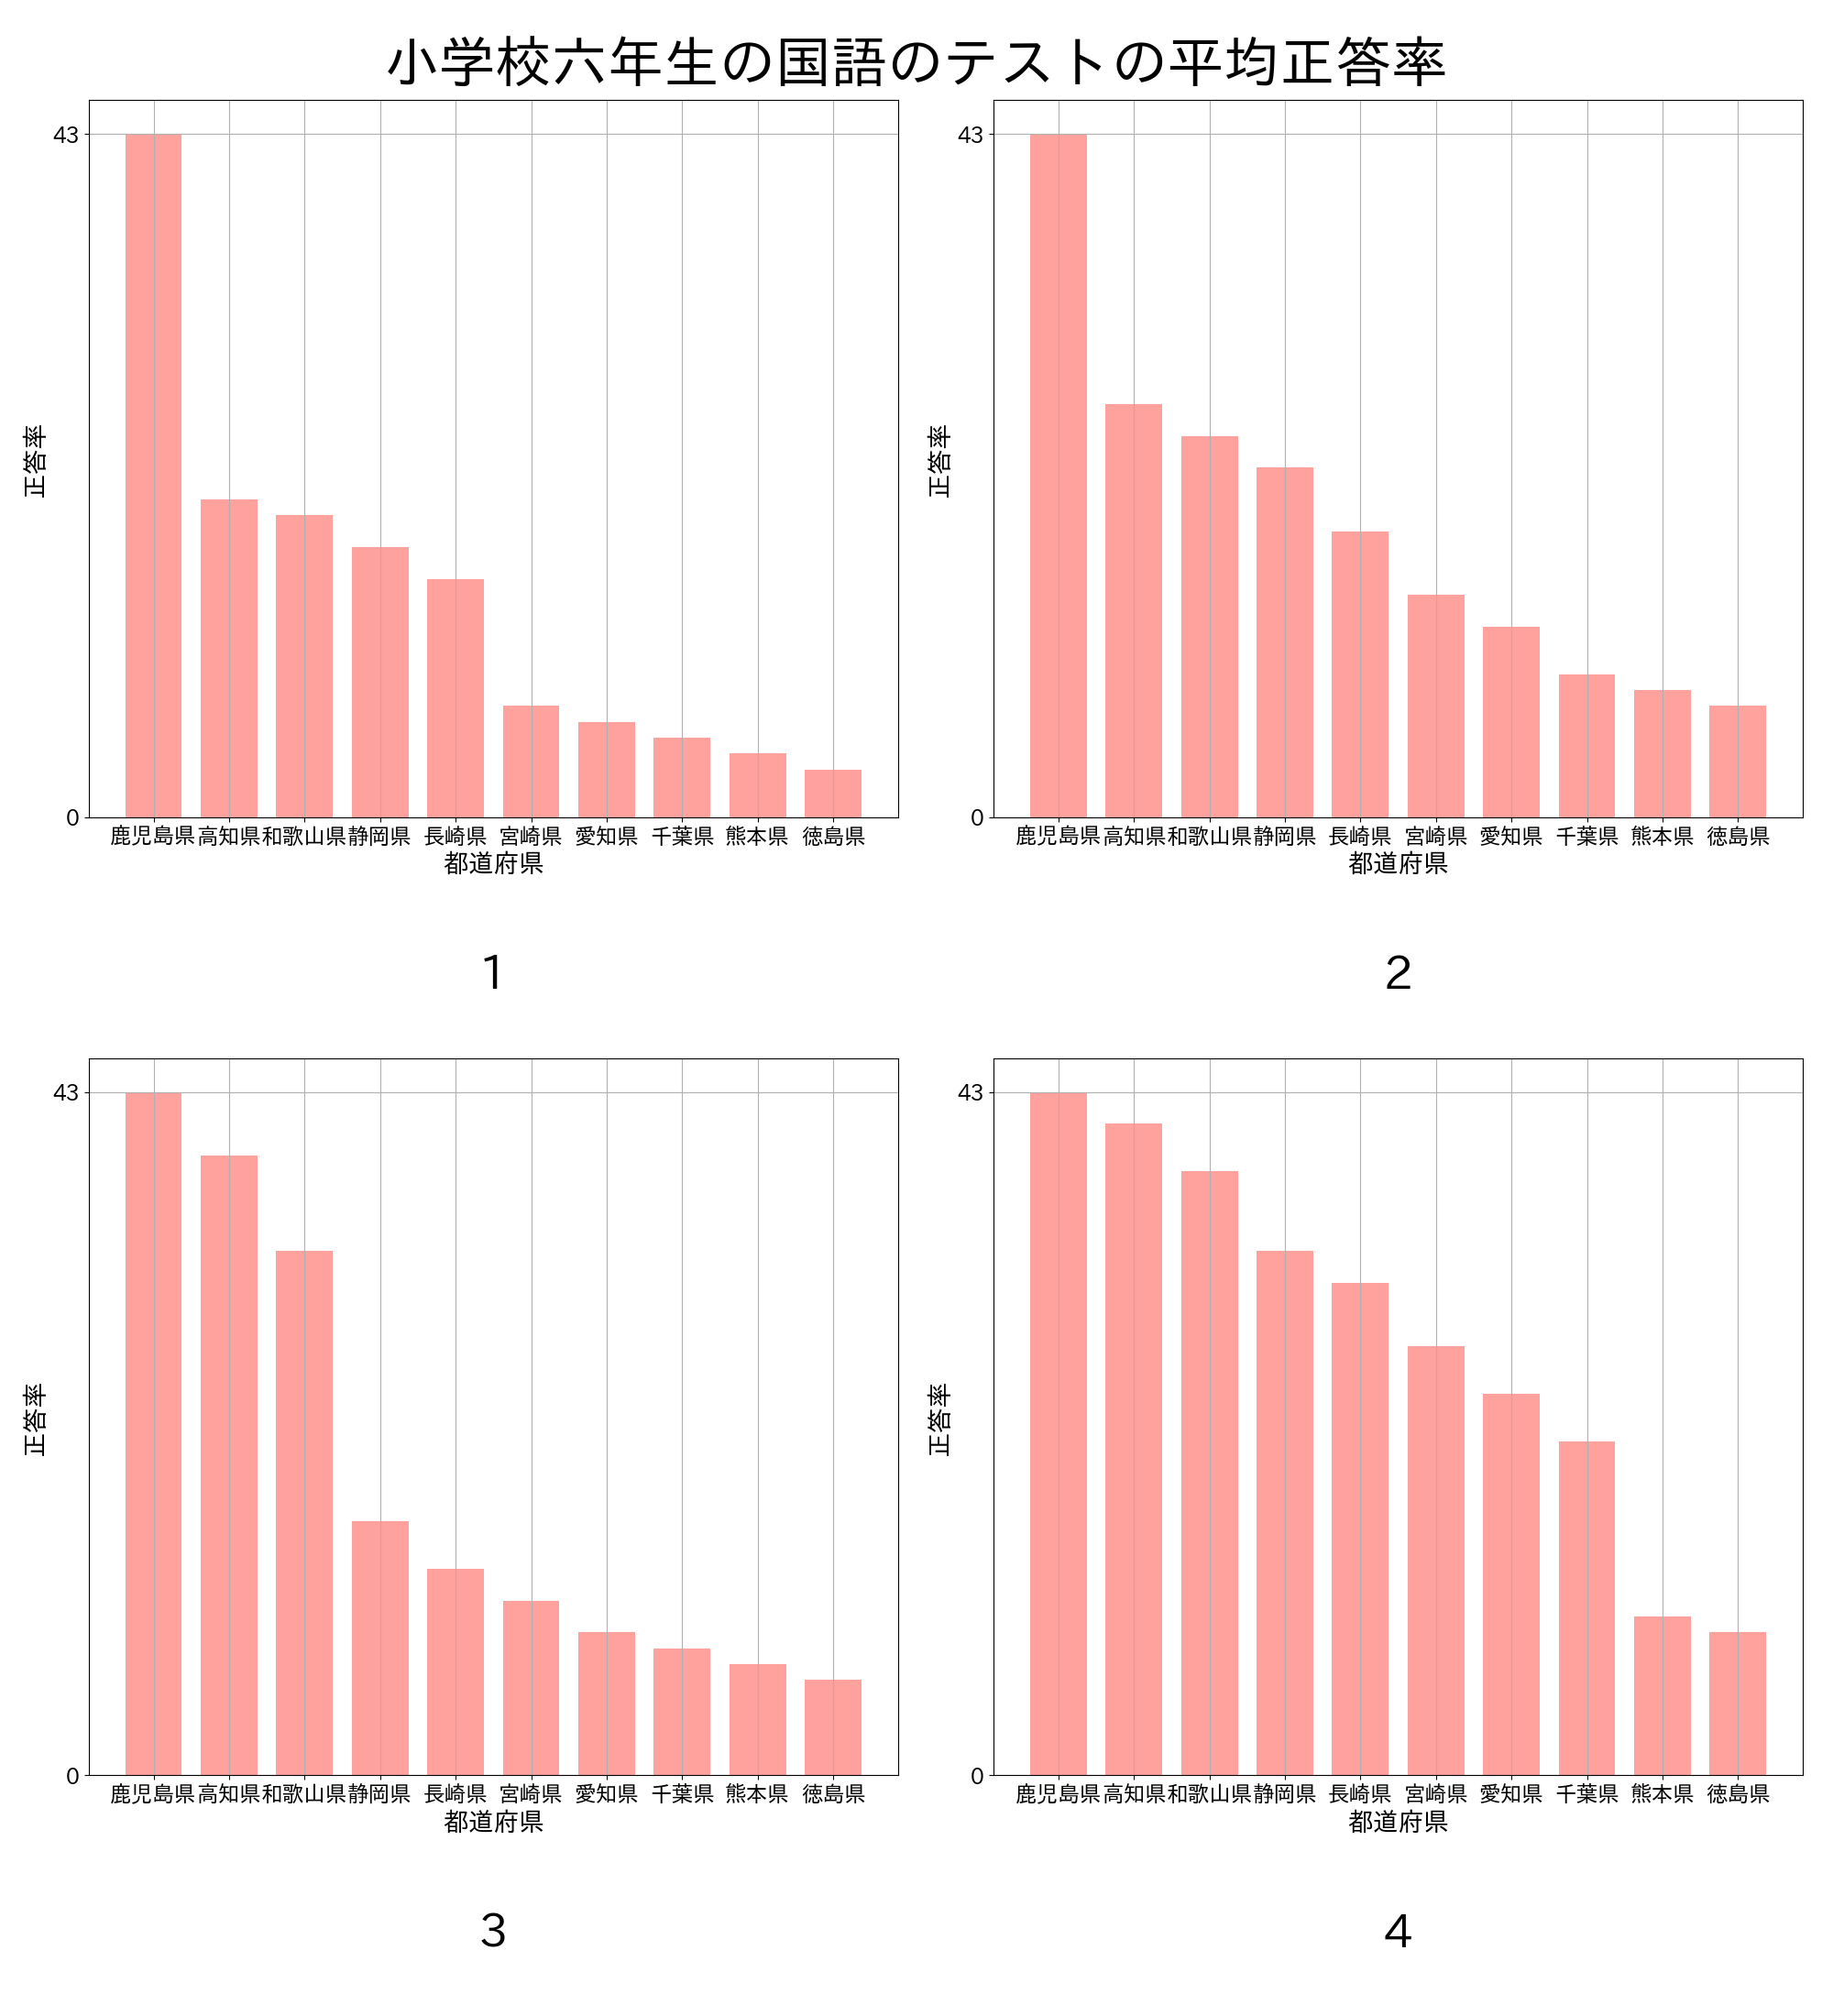 小学校六年生の国語のテストの平均正答率
43
正答率
0
鹿児島県 高知県 和歌山県 静岡県 長崎県 宮崎県 愛知県 千葉県 熊本県 徳島県
都道府県
1
43
正答率
0
鹿児島県 高知県 和歌山県 静岡県 長崎県 宮崎県 愛知県 千葉県 熊本県 徳島県
都道府県
2
43
正答率
0
鹿児島県 高知県 和歌山県 静岡県 長崎県 宮崎県 愛知県 千葉県 熊本県 徳島県
都道府県
3
43
正答率
0
鹿児島県 高知県 和歌山県 静岡県 長崎県 宮崎県 愛知県 千葉県 熊本県 徳島県
都道府県
4